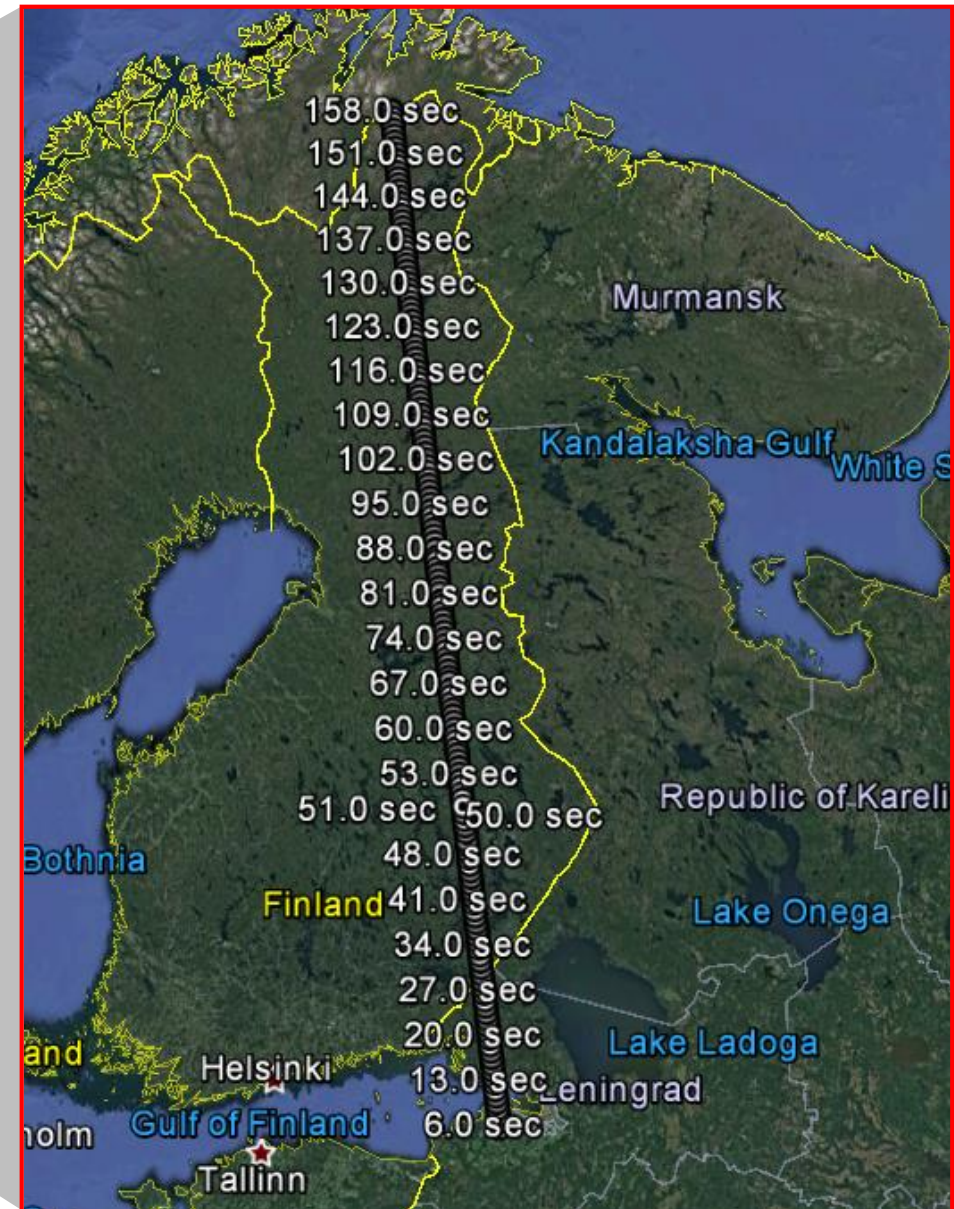 158.0 sec
151.0 sec
144.0 sec
137.0 sec
130.0 sec
Murmansk
123.0 sec
116.0 sec
109.0 sec
Kandalaksha Gulf
102.0 sec
White S
95.0 sec
88.0 sec
81.0 sec
74.0 sec
67.0 sec
60.0 sec
53.0 sec
Republic of Kareli
51.0 sec
50.0 sec
48.0 sec
Bothnia
Finland
41.0 sec
Lake Onega
34.0 sec
27.0 sec
20.0 sec
Lake Ladoga
and
Helsinki
13.0 sec
Leningrad
Gulf of Finland
6.0 sec
holm
Tallinn